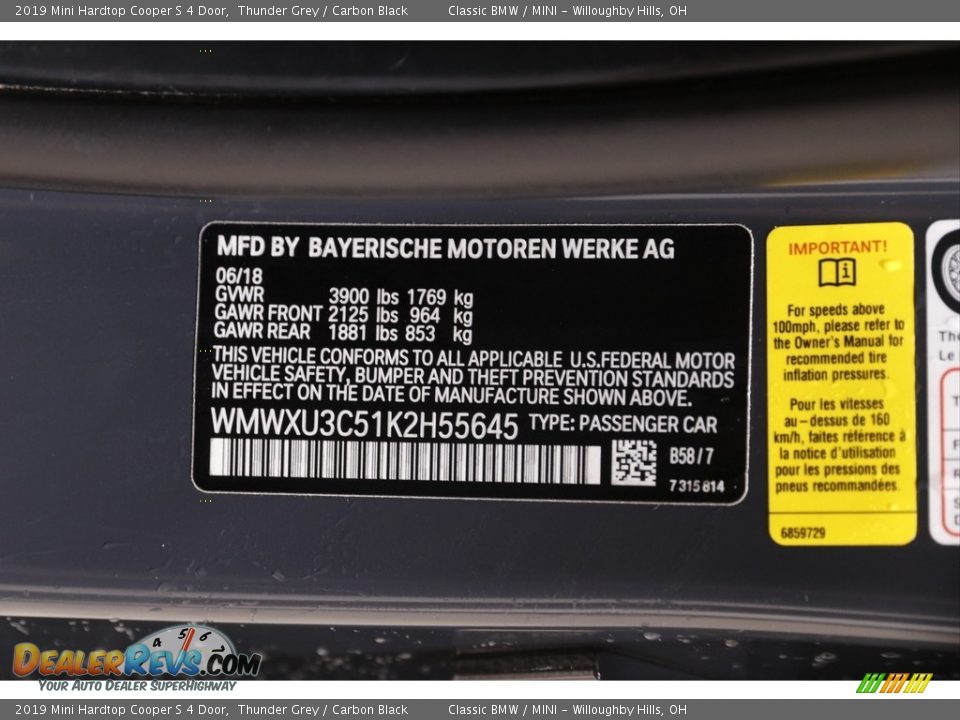 2019 Mini Hardtop Cooper S 4 Door, Thunder Grey / Carbon Black Classic BMW / MINI - Willoughby Hills, OH
MFD BY BAYERISCHE MOTOREN WERKE AG
06/18
GVWR 3900 lbs 1769 kg
GAWR FRONT 2125 lbs 964 kg
GAWR REAR 1881 lbs 853 kg
THIS VEHICLE CONFORMS TO ALL APPLICABLE U.S.FEDERAL MOTOR
VEHICLE SAFETY, BUMPER AND THEFT PREVENTION STANDARDS
IN EFFECT ON THE DATE OF MANUFACTURE SHOWN ABOVE.
WMWXU3C51K2H55645 TYPE: PASSENGER CAR
B58/7
7315814
IMPORTANT!
For speeds above
100mph, please refer to
the Owner's Manual for
recommended tire
inflation pressures.
Pour les vitesses
au-dessus de 160
km/h, faites référence à
la notice d'utilisation
pour les pressions des
pneus recommandées.
6859729
The
Le
DEALERREVS.COM
YOUR AUTO DEALER SUPERHIGHWAY
2019 Mini Hardtop Cooper S 4 Door, Thunder Grey / Carbon Black Classic BMW / MINI - Willoughby Hills, OH